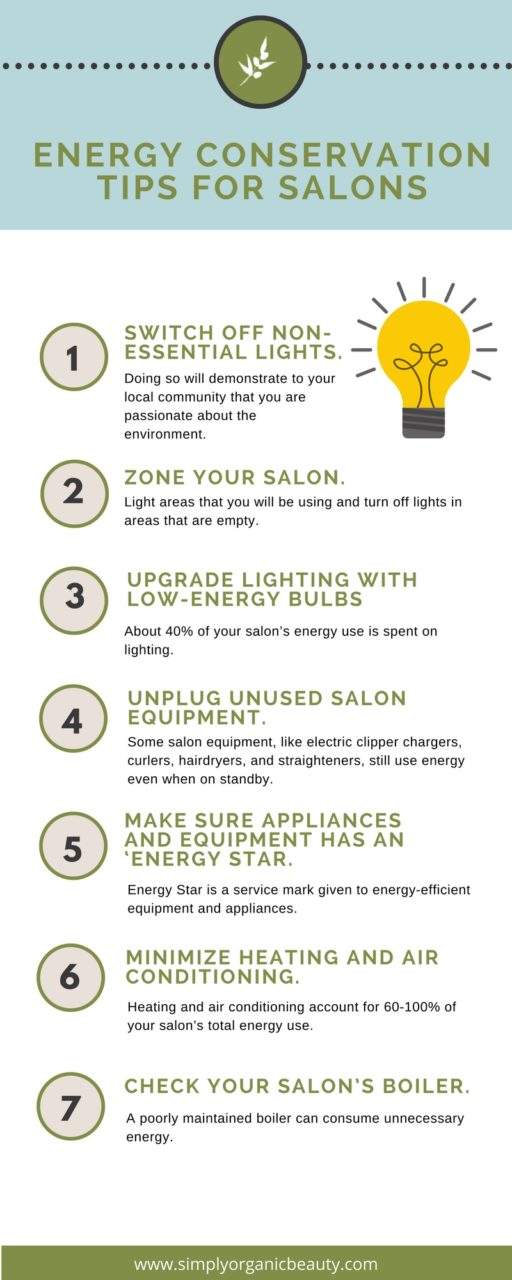 ENERGY CONSERVATION
TIPS FOR SALONS
1
SWITCH OFF NON-
ESSENTIAL LIGHTS.
Doing so will demonstrate to your
local community that you are
passionate about the
environment.
2
ZONE YOUR SALON.
Light areas that you will be using and turn off lights in
areas that are empty.
3
UPGRADE LIGHTING WITH
LOW-ENERGY BULBS
About 40% of your salon's energy use is spent on
lighting.
4
UNPLUG UNUSED SALON
EQUIPMENT.
Some salon equipment, like electric clipper chargers,
curlers, hairdryers, and straighteners, still use energy
even when on standby.
5
MAKE SURE APPLIANCES
AND EQUIPMENT HAS AN
‘ENERGY STAR.
Energy Star is a service mark given to energy-efficient
equipment and appliances.
6
MINIMIZE HEATING AND AIR
CONDITIONING.
Heating and air conditioning account for 60-100% of
your salon's total energy use.
7
CHECK YOUR SALON'S BOILER.
A poorly maintained boiler can consume unnecessary
energy.
www.simplyorganicbeauty.com